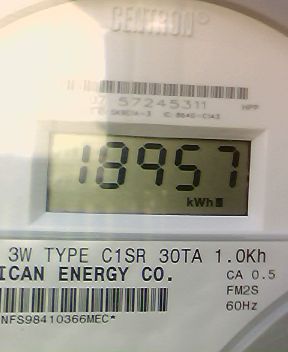 CENTRON®
57245311
18957
kWh
3W TYPE C1SR 30TA 1.0Kh
ICAN ENERGY CO. CA 0.5
FM2S
60Hz
NFS98410366MEC*